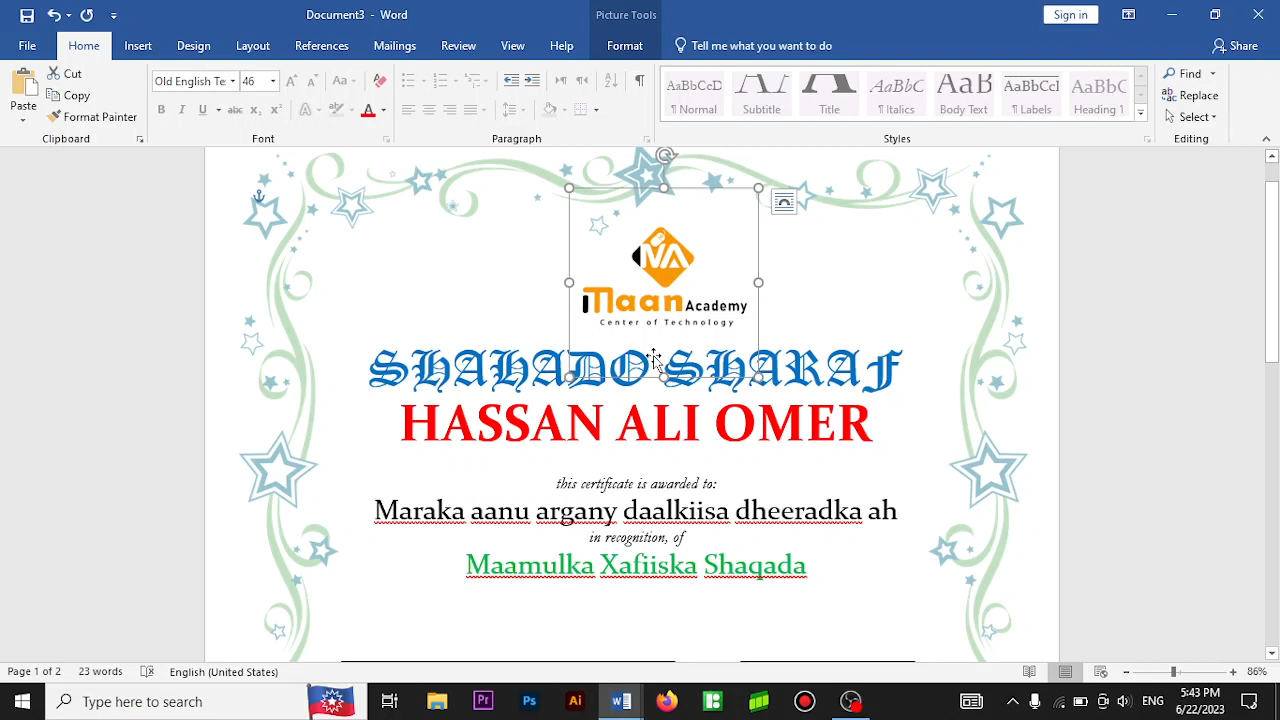 Document3 - Word
Picture Tools
Sign in
File
Home
Insert
Design
Layout
References
Mailings
Review
View
Help
Format
Tell me what you want to do
Share
Paste
Cut
Copy
Format Painter
Clipboard
Old English Te
46
Font
Paragraph
AaBbCcD
¶ Normal
Subtitle
Title
AaBbC
¶ Italics
AaB
Body Text
AaBbCcI
¶ Labels
AaBbC
Heading 1
Styles
Find
Replace
Select
Editing
NA
iMaan Academy
Center of Technology
SHAHADO SHARAF
HASSAN ALI OMER
this certificate is awarded to:
Maraka aanu argany daalkiisa dheeradka ah
in recognition, of
Maamulka Xafiiska Shaqada
Page 1 of 2
23 words
English (United States)
86%
Type here to search
Pr
Ps
Ai
ENG
5:43 PM
6/22/2023